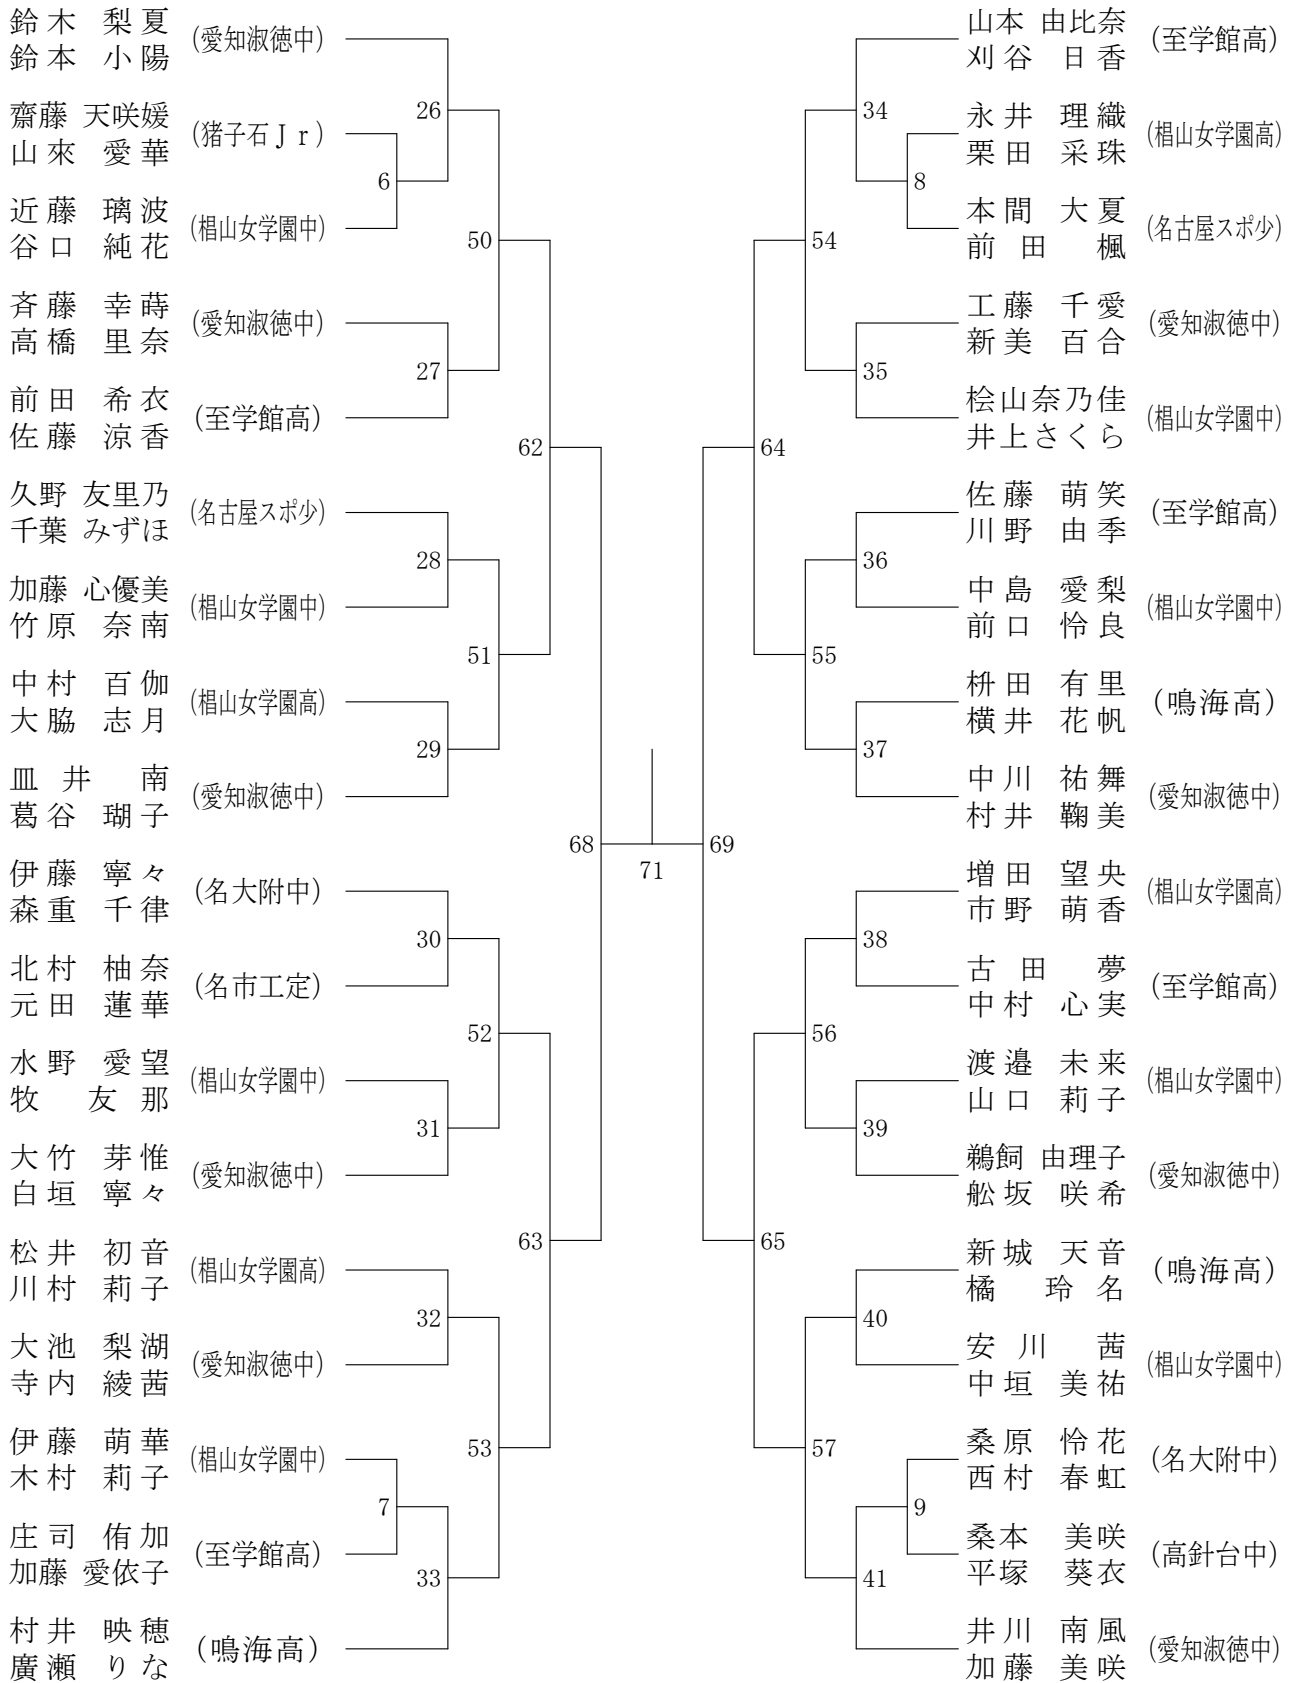 鈴木 梨夏
鈴本 小陽
(愛知淑徳中)
齋藤 天咲媛
山來 愛華
(猪子石Jr)
近藤 璃波
谷口 純花
(椙山女学園中)
斉藤 幸蒔
高橋 里奈
(愛知淑徳中)
前田 希衣
佐藤 涼香
(至学館高)
久野 友里乃
千葉 みずほ
(名古屋スポ少)
加藤 心優美
竹原 奈南
(椙山女学園中)
中村 百伽
大脇 志月
(椙山女学園高)
皿井 南
葛谷 瑚子
(愛知淑徳中)
伊藤 寧々
森重 千律
(名大附中)
北村 柚奈
元田 蓮華
(名市工定)
水野 愛望
牧 友那
(椙山女学園中)
大竹 芽惟
白垣 寧々
(愛知淑徳中)
松井 初音
川村 莉子
(椙山女学園高)
大池 梨湖
寺内 綾茜
(愛知淑徳中)
伊藤 萌華
木村 莉子
(椙山女学園中)
庄司 侑加
加藤 愛依子
(至学館高)
村井 映穂
廣瀬 りな
(鳴海高)
6
7
26
27
28
29
30
31
32
33
50
51
52
53
62
63
68
71
69
64
65
54
55
56
57
34
35
36
37
38
39
40
41
8
9
山本 由比奈
刈谷 日香
(至学館高)
永井 理織
栗田 采珠
(椙山女学園高)
本間 大夏
前田 楓
(名古屋スポ少)
工藤 千愛
新美 百合
(愛知淑徳中)
桧山奈乃佳
井上さくら
(椙山女学園中)
佐藤 萌笑
川野 由季
(至学館高)
中島 愛梨
前口 怜良
(椙山女学園中)
枡田 有里
横井 花帆
(鳴海高)
中川 祐舞
村井 鞠美
(愛知淑徳中)
増田 望央
市野 萌香
(椙山女学園高)
古田 夢
中村 心実
(至学館高)
渡邉 未来
山口 莉子
(椙山女学園中)
鵜飼 由理子
舩坂 咲希
(愛知淑徳中)
新城 天音
橘 玲名
(鳴海高)
安川 茜
中垣 美祐
(椙山女学園中)
桑原 怜花
西村 春虹
(名大附中)
桑本 美咲
平塚 葵衣
(高針台中)
井川 南風
加藤 美咲
(愛知淑徳中)